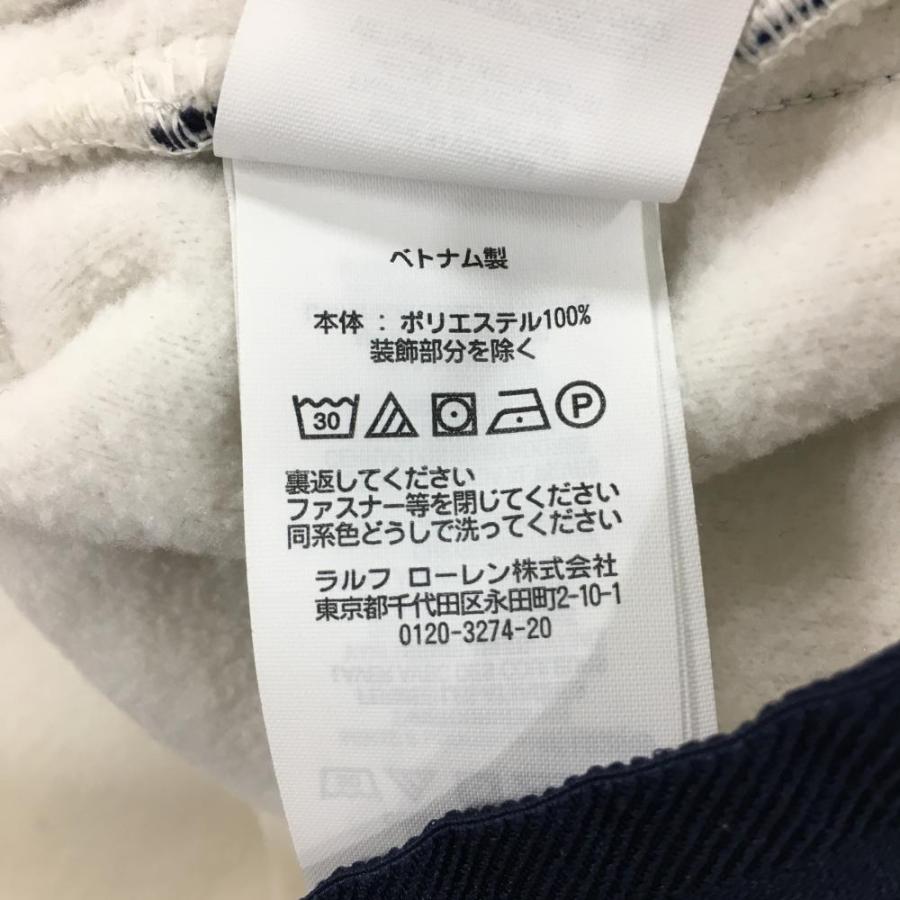 ベトナム製
本体 : ポリエステル100%
装飾部分を除く
30 P
裏返してください
ファスナー等を閉じてください
同系色どうしで洗ってください
ラルフ ローレン株式会社
東京都千代田区永田町2-10-1
0120-3274-20